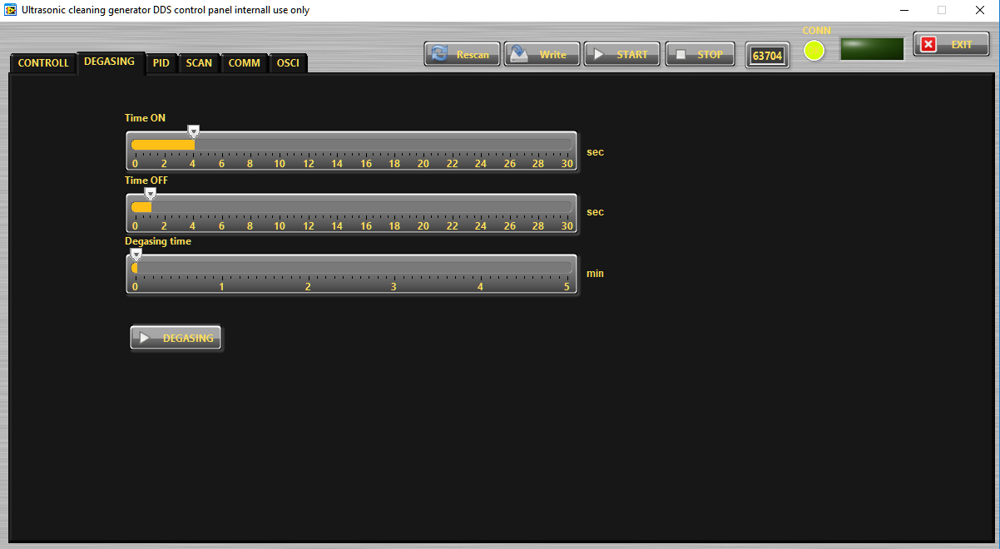 Ultrasonic cleaning generator DDS control panel internall use only
CONTROLL DEGASING PID SCAN COMM OSCI
Rescan Write START STOP 63704 CONN EXIT
Time ON
0 2 4 6 8 10 12 14 16 18 20 22 24 26 28 30 sec
Time OFF
0 2 4 6 8 10 12 14 16 18 20 22 24 26 28 30 sec
Degasing time
0 1 2 3 4 5 min
DEGASING